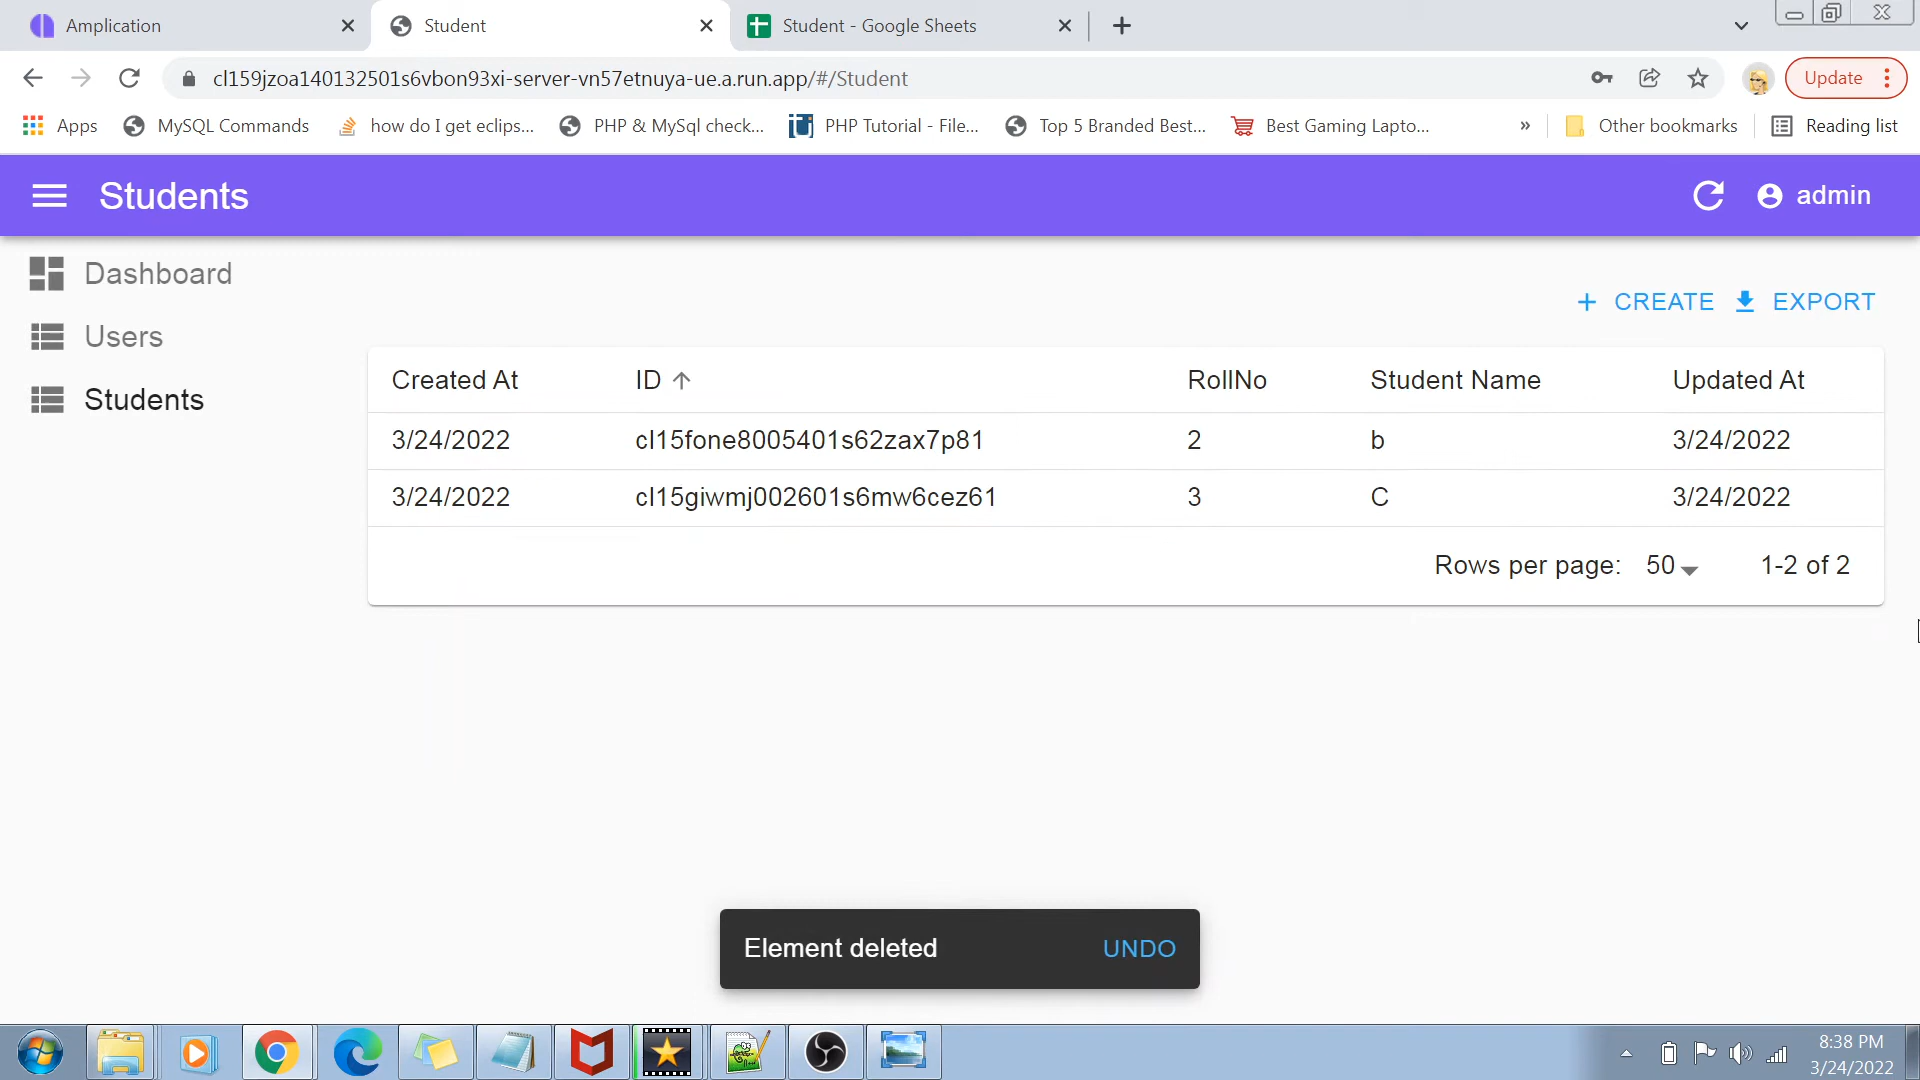 Amplication
Student
Student - Google Sheets
cl159jzoa140132501s6vbon93xi-server-vn57etnuya-ue.a.run.app/#/Student
Update
Apps
MySQL Commands
how do I get eclips...
PHP & MySql check...
PHP Tutorial - File...
Top 5 Branded Best...
Best Gaming Lapto...
»
Other bookmarks
Reading list
Students
admin
Dashboard
Users
Students
+ CREATE
EXPORT
Created At ID RollNo Student Name Updated At
3/24/2022 cl15fone8005401s62zax7p81 2 b 3/24/2022
3/24/2022 cl15giwmj002601s6mw6cez61 3 C 3/24/2022
Rows per page: 50 1-2 of 2
Element deleted UNDO
8:38 PM
3/24/2022